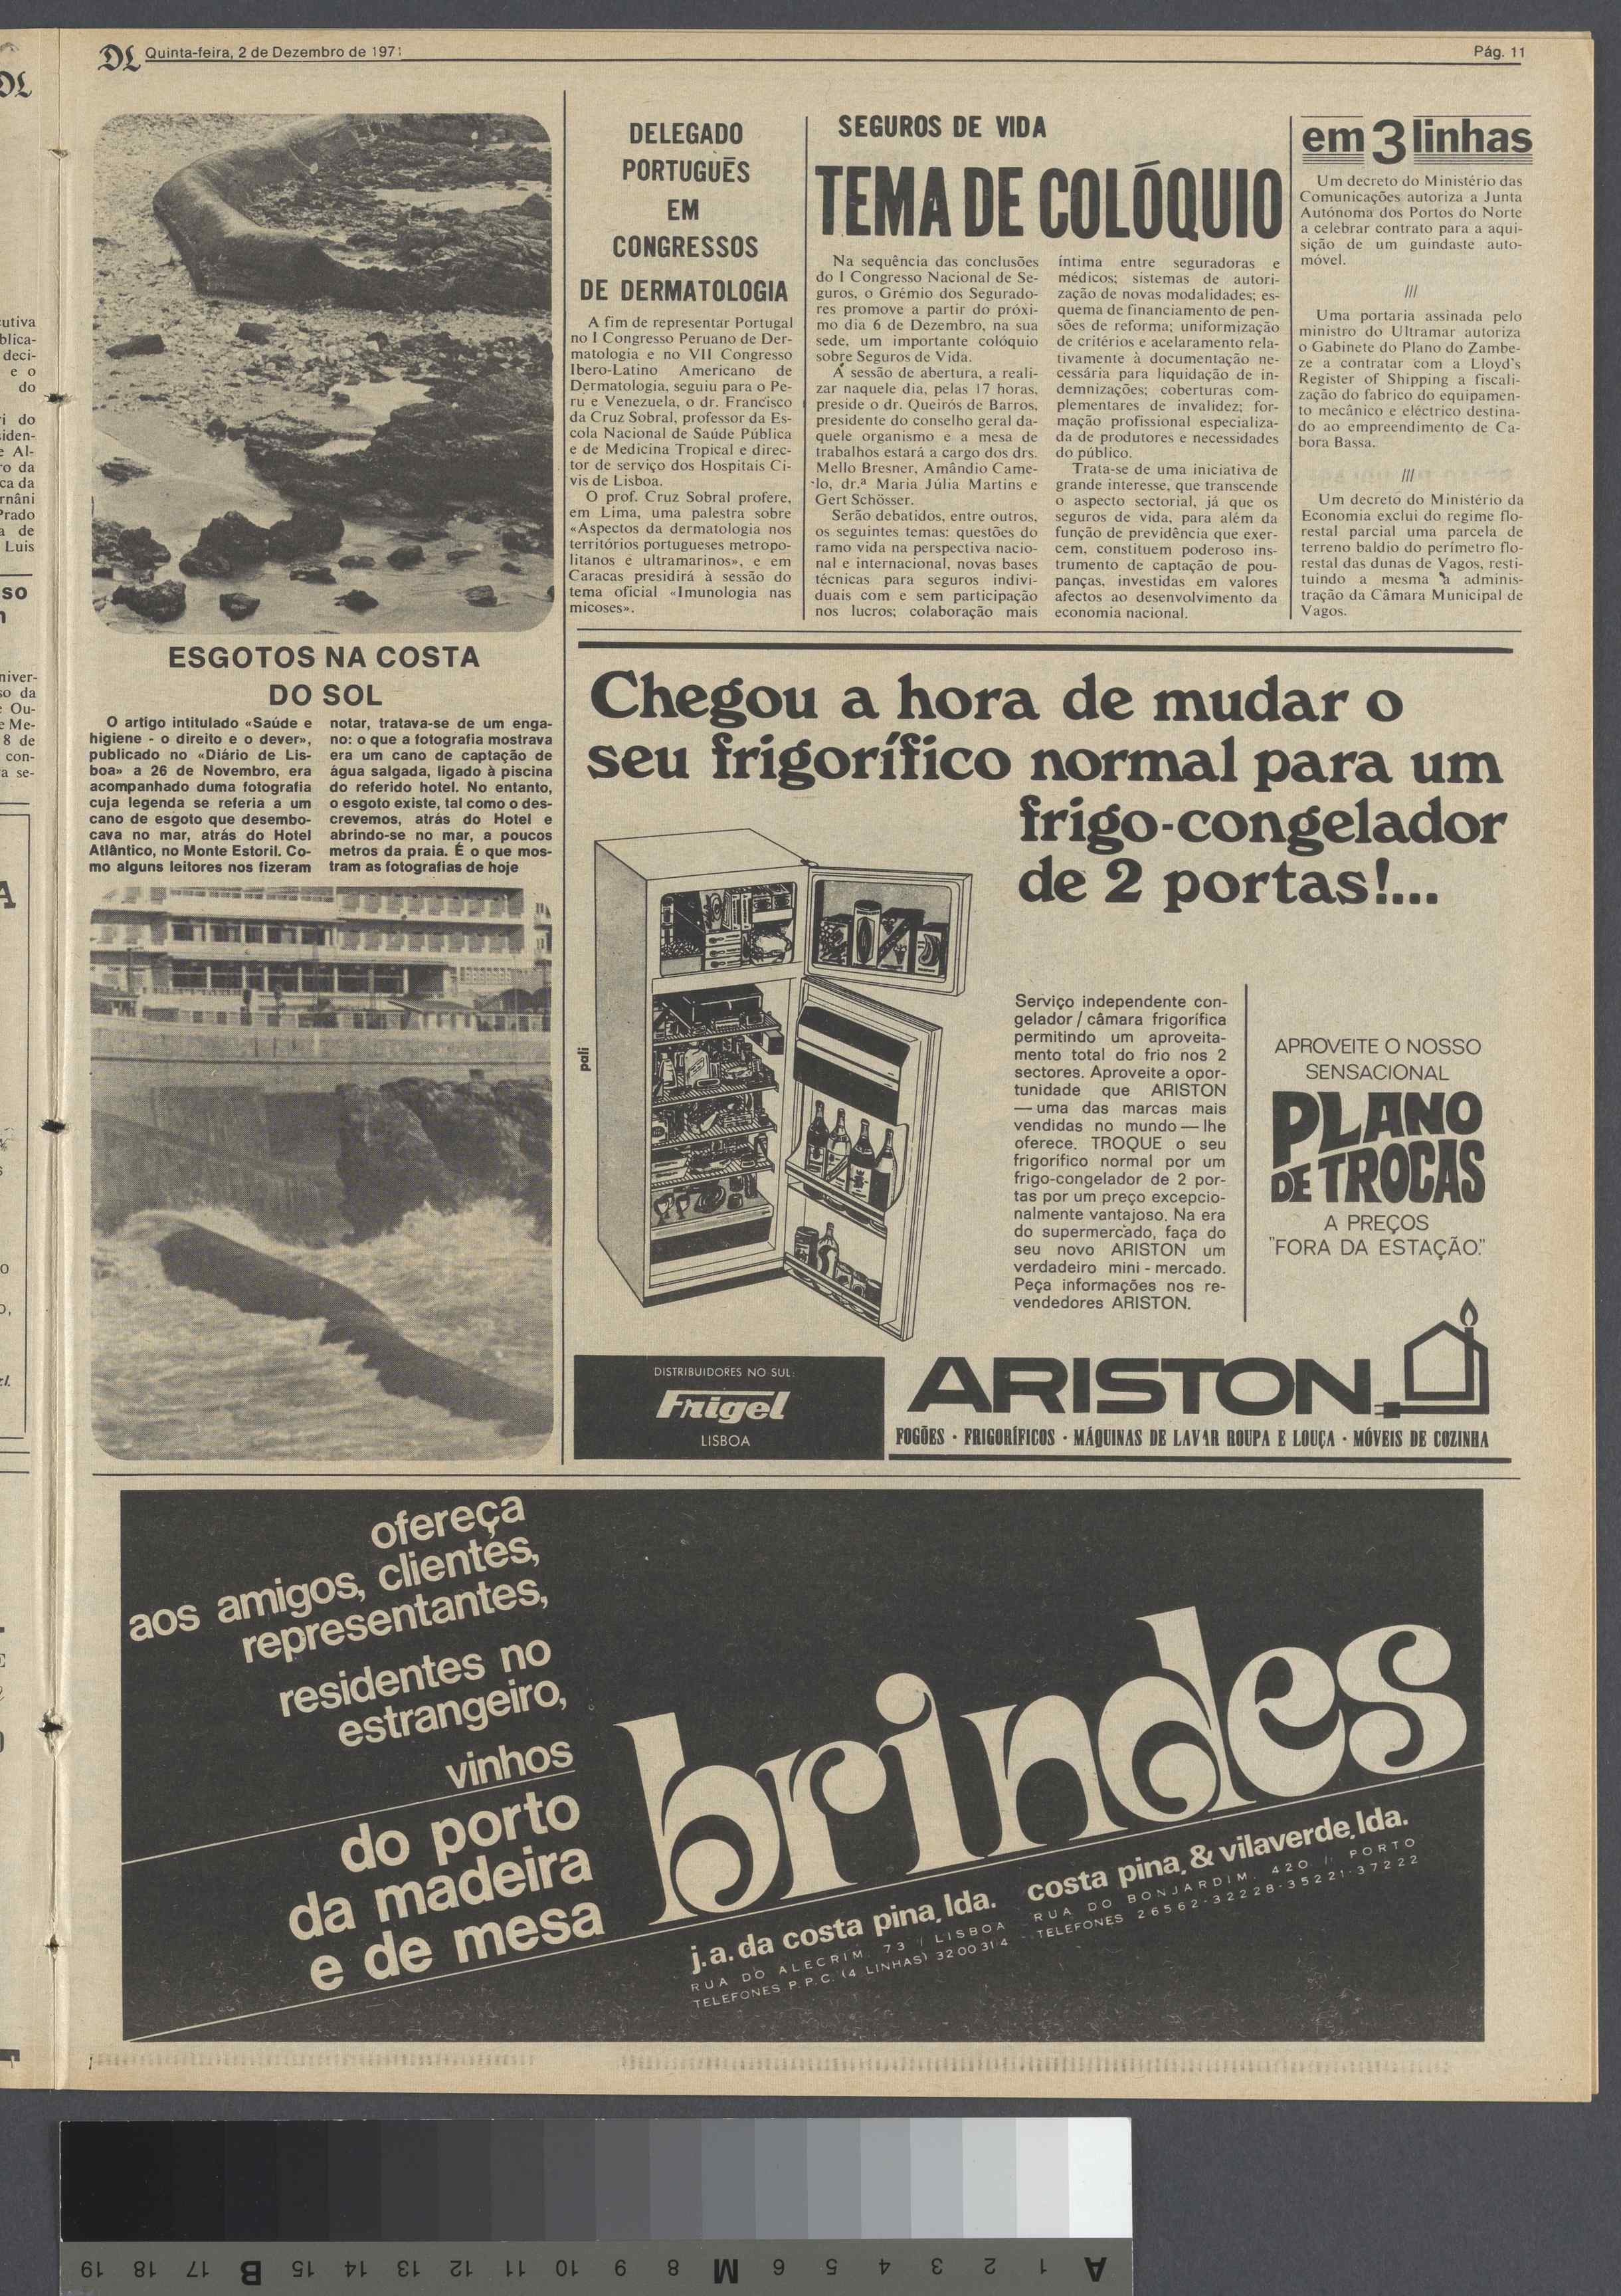 DL Quinta-feira, 2 de Dezembro de 1971
Pág. 11
ESGOTOS NA COSTA
DO SOL
O artigo intitulado «Saúde e
higiene - o direito e o dever»,
publicado no «Diário de Lis-
boa» a 26 de Novembro, era
acompanhado duma fotografia
cuja legenda se referia a um
cano de esgoto que desembo-
cava no mar, atrás do Hotel
Atlântico, no Monte Estoril. Co-
mo alguns leitores nos fizeram
notar, tratava-se de um enga-
no: o que a fotografia mostrava
era um cano de captação de
água salgada, ligado à piscina
do referido hotel. No entanto,
o esgoto existe, tal como o des-
crevemos, atrás do Hotel e
abrindo-se no mar, a poucos
metros da praia. É o que mos-
tram as fotografias de hoje
DELEGADO
PORTUGUÊS
EM
CONGRESSOS
DE DERMATOLOGIA
A fim de representar Portugal
no I Congresso Peruano de Der-
matologia e no VII Congresso
Ibero-Latino Americano de
Dermatologia, seguiu para o Pe-
ru e Venezuela, o dr. Francisco
da Cruz Sobral, professor da Es-
cola Nacional de Saúde Pública
e de Medicina Tropical e direc-
tor de serviço dos Hospitais Ci-
vis de Lisboa.
O prof. Cruz Sobral profere,
em Lima, uma palestra sobre
«Aspectos da dermatologia nos
territórios portugueses metropo-
litanos e ultramarinos», e em
Caracas presidirá à sessão do
tema oficial «Imunologia nas
micoses».
SEGUROS DE VIDA
TEMA DE COLÓQUIO
Na sequência das conclusões
do I Congresso Nacional de Se-
guros, o Grémio dos Segurado-
res promove a partir do próxi-
mo dia 6 de Dezembro, na sua
sede, um importante colóquio
sobre Seguros de Vida.
À sessão de abertura, a reali-
zar naquele dia, pelas 17 horas,
preside o dr. Queirós de Barros,
presidente do conselho geral da-
quele organismo e a mesa de
trabalhos estará a cargo dos drs.
Mello Bresner, Amândio Came-
lo, dr.ª Maria Júlia Martins e
Gert Schösser.
Serão debatidos, entre outros,
os seguintes temas: questões do
ramo vida na perspectiva nacio-
nal e internacional, novas bases
técnicas para seguros indivi-
duais com e sem participação
nos lucros; colaboração mais
íntima entre seguradoras e
médicos; sistemas de autori-
zação de novas modalidades; es-
quema de financiamento de pen-
sões de reforma; uniformização
de critérios e acelaramento rela-
tivamente à documentação ne-
cessária para liquidação de in-
demnizações; coberturas com-
plementares de invalidez; for-
mação profissional especializa-
da de produtores e necessidades
do público.
Trata-se de uma iniciativa de
grande interesse, que transcende
o aspecto sectorial, já que os
seguros de vida, para além da
função de previdência que exer-
cem, constituem poderoso ins-
trumento de captação de pou-
panças, investidas em valores
afectos ao desenvolvimento da
economia nacional.
em 3 linhas
Um decreto do Ministério das
Comunicações autoriza a Junta
Autónoma dos Portos do Norte
a celebrar contrato para a aqui-
sição de um guindaste auto-
móvel.
///
Uma portaria assinada pelo
ministro do Ultramar autoriza
o Gabinete do Plano do Zambe-
ze a contratar com a Lloyd's
Register of Shipping a fiscali-
zação do fabrico do equipamen-
to mecânico e eléctrico destina-
do ao empreendimento de Ca-
bora Bassa.
///
Um decreto do Ministério da
Economia exclui do regime flo-
restal parcial uma parcela de
terreno baldio do perímetro flo-
restal das dunas de Vagos, resti-
tuindo a mesma à adminis-
tração da Câmara Municipal de
Vagos.
Chegou a hora de mudar o
seu frigorífico normal para um
frigo-congelador
de 2 portas!...
pali
Serviço independente con-
gelador / câmara frigorífica
permitindo um aproveita-
mento total do frio nos 2
sectores. Aproveite a opor-
tunidade que ARISTON
— uma das marcas mais
vendidas no mundo — lhe
oferece. TROQUE o seu
frigorífico normal por um
frigo-congelador de 2 por-
tas por um preço excepcio-
nalmente vantajoso. Na era
do supermercado, faça do
seu novo ARISTON um
verdadeiro mini - mercado.
Peça informações nos re-
vendedores ARISTON.
APROVEITE O NOSSO
SENSACIONAL
PLANO
DE TROCAS
A PREÇOS
"FORA DA ESTAÇÃO."
DISTRIBUIDORES NO SUL:
Frigel
LISBOA
ARISTON
FOGÕES · FRIGORÍFICOS · MÁQUINAS DE LAVAR ROUPA E LOUÇA · MÓVEIS DE COZINHA
ofereça
aos amigos, clientes,
representantes,
residentes no
estrangeiro,
vinhos
do porto
da madeira
e de mesa
brindes
j.a. da costa pina, lda.
RUA DO ALECRIM, 73 / LISBOA
TELEFONES P.P.C. (4 LINHAS) 320031 4
costa pina, & vilaverde, lda.
RUA DO BONJARDIM, 420 / PORTO
TELEFONES 26562-32228-35221-37222
A 1 2 3 4 5 6 M 8 9 10 11 12 13 14 15 B 17 18 19